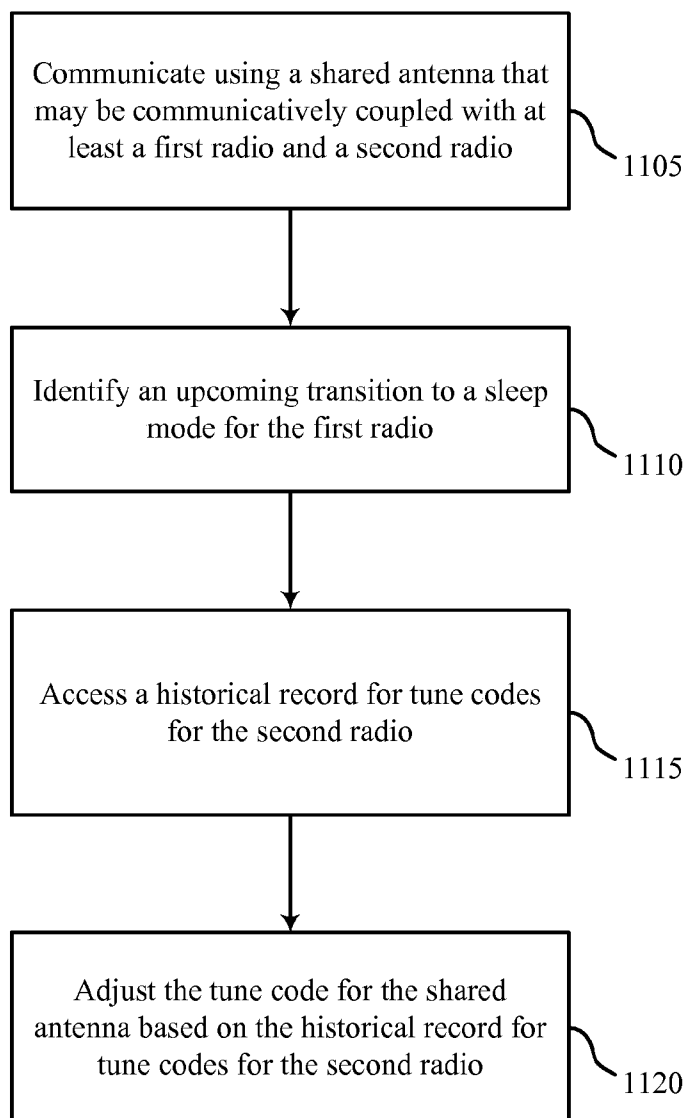 Communicate using a shared antenna that
may be communicatively coupled with at
least a first radio and a second radio
1105
Identify an upcoming transition to a sleep
mode for the first radio
1110
Access a historical record for tune codes
for the second radio
1115
Adjust the tune code for the shared
antenna based on the historical record for
tune codes for the second radio
1120